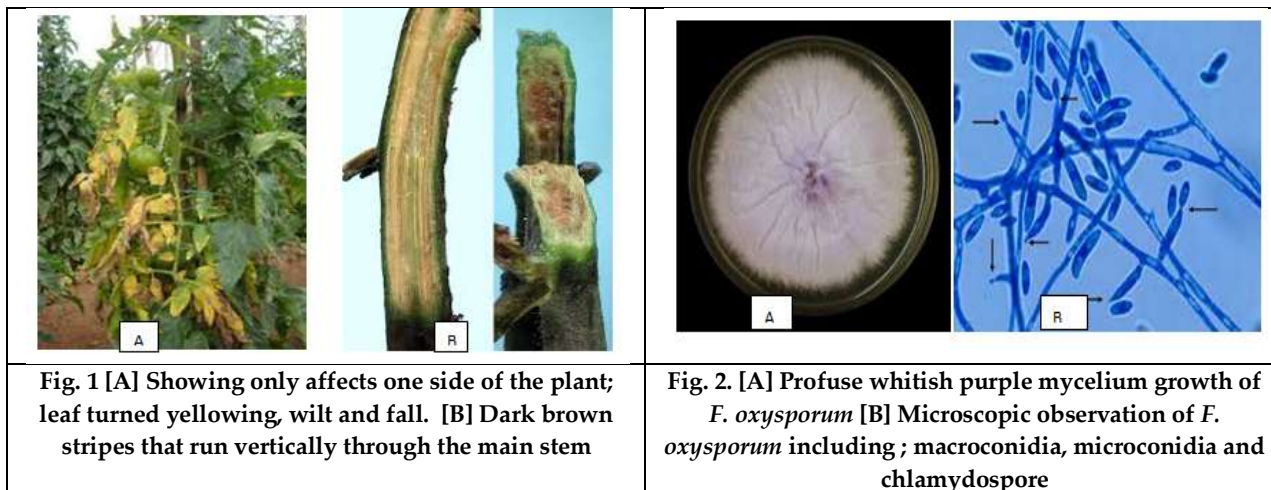 A
B
A
B
Fig. 1 [A] Showing only affects one side of the plant;
leaf turned yellowing, wilt and fall. [B] Dark brown
stripes that run vertically through the main stem
Fig. 2. [A] Profuse whitish purple mycelium growth of
F. oxysporum [B] Microscopic observation of F.
oxysporum including ; macroconidia, microconidia and
chlamydospore